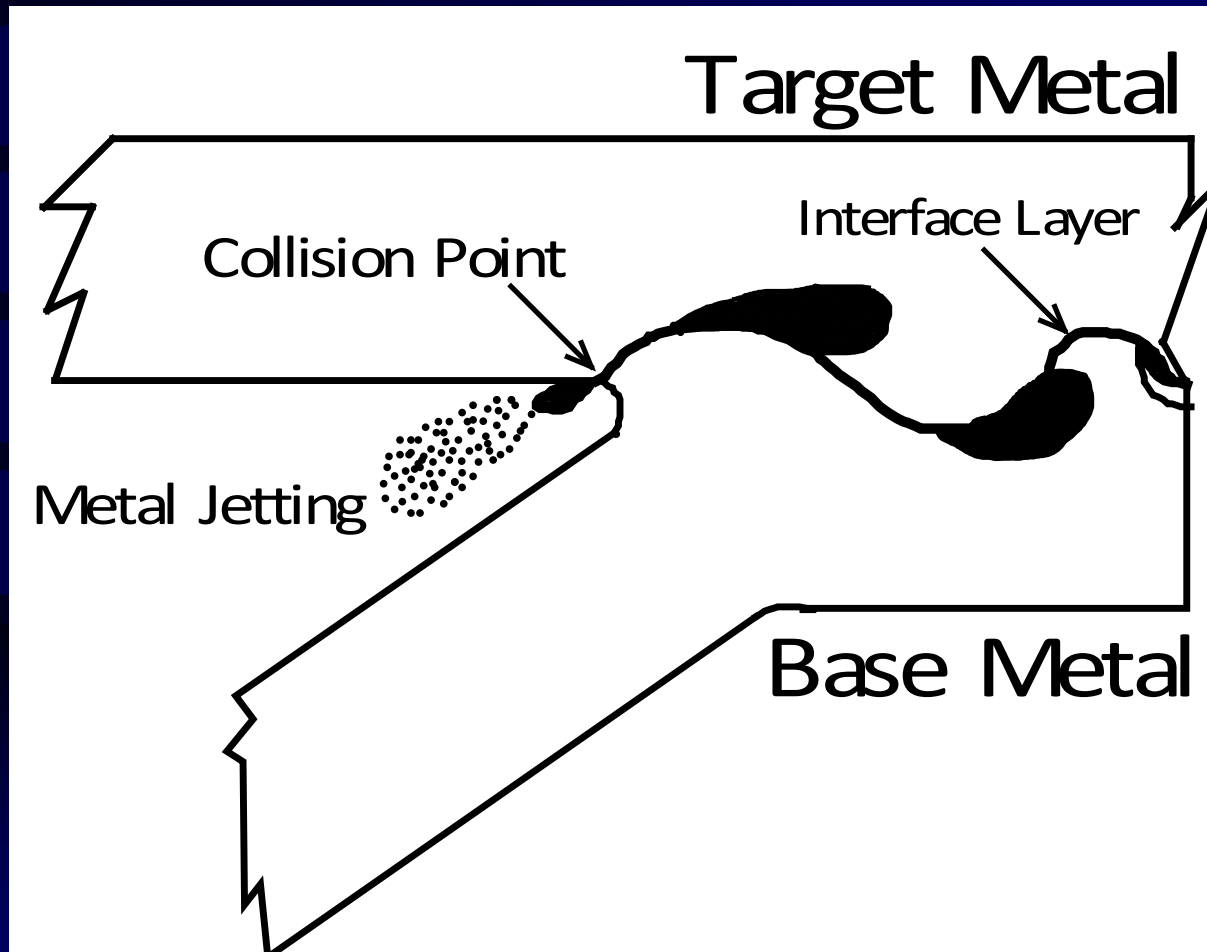 Target Metal
Interface Layer
Collision Point
Metal Jetting
Base Metal